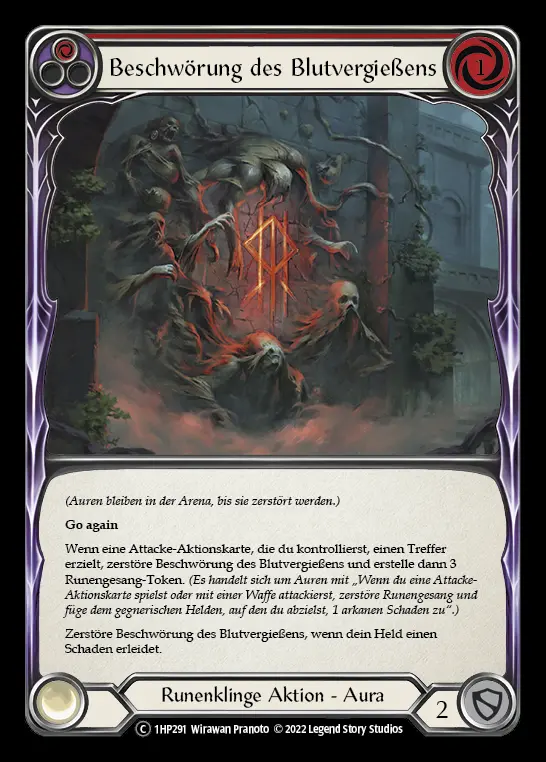 Beschwörung des Blutvergießens
1
(Auren bleiben in der Arena, bis sie zerstört werden.)
Go again
Wenn eine Attacke-Aktionskarte, die du kontrollierst, einen Treffer
erzielt, zerstöre Beschwörung des Blutvergießens und erstelle dann 3
Runengesang-Token. (Es handelt sich um Auren mit „Wenn du eine Attacke-
Aktionskarte spielst oder mit einer Waffe attackierst, zerstöre Runengesang und
füge dem gegnerischen Helden, auf den du abzielst, 1 arkanen Schaden zu“.)
Zerstöre Beschwörung des Blutvergießens, wenn dein Held einen
Schaden erleidet.
Runenklinge Aktion - Aura
2
C 1HP291 Wirawan Pranoto © 2022 Legend Story Studios